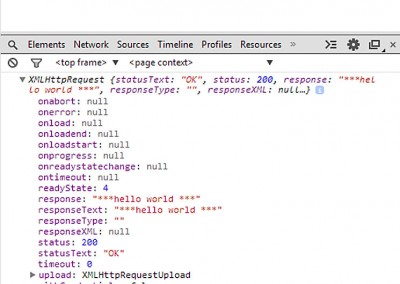 Elements Network Sources Timeline Profiles Resources »
<top frame> ▼ <page context> ▼
▼XMLHttpRequest {statusText: "OK", status: 200, response: "***hel
lo world ***", responseType: "", responseXML: null…}
onabort: null
onerror: null
onload: null
onloadend: null
onloadstart: null
onprogress: null
onreadystatechange: null
ontimeout: null
readyState: 4
response: "***hello world ***"
responseText: "***hello world ***"
responseType: ""
responseXML: null
status: 200
statusText: "OK"
timeout: 0
▶upload: XMLHttpRequestUpload